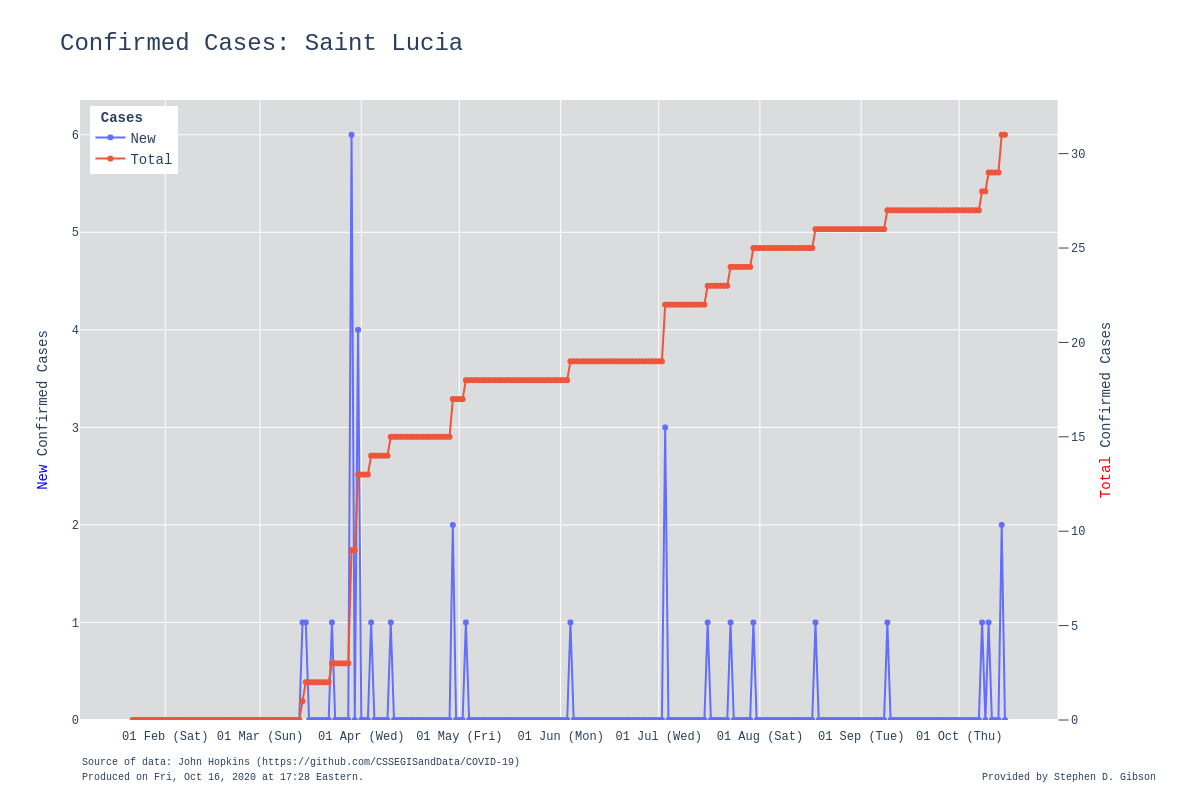 Confirmed Cases: Saint Lucia
Cases
New
Total
6
5
4
3
2
1
0
New Confirmed Cases
30
25
20
15
10
5
0
Total Confirmed Cases
01 Feb (Sat) 01 Mar (Sun) 01 Apr (Wed) 01 May (Fri) 01 Jun (Mon) 01 Jul (Wed) 01 Aug (Sat) 01 Sep (Tue) 01 Oct (Thu)
Source of data: John Hopkins (https://github.com/CSSEGISandData/COVID-19)
Produced on Fri, Oct 16, 2020 at 17:28 Eastern.
Provided by Stephen D. Gibson